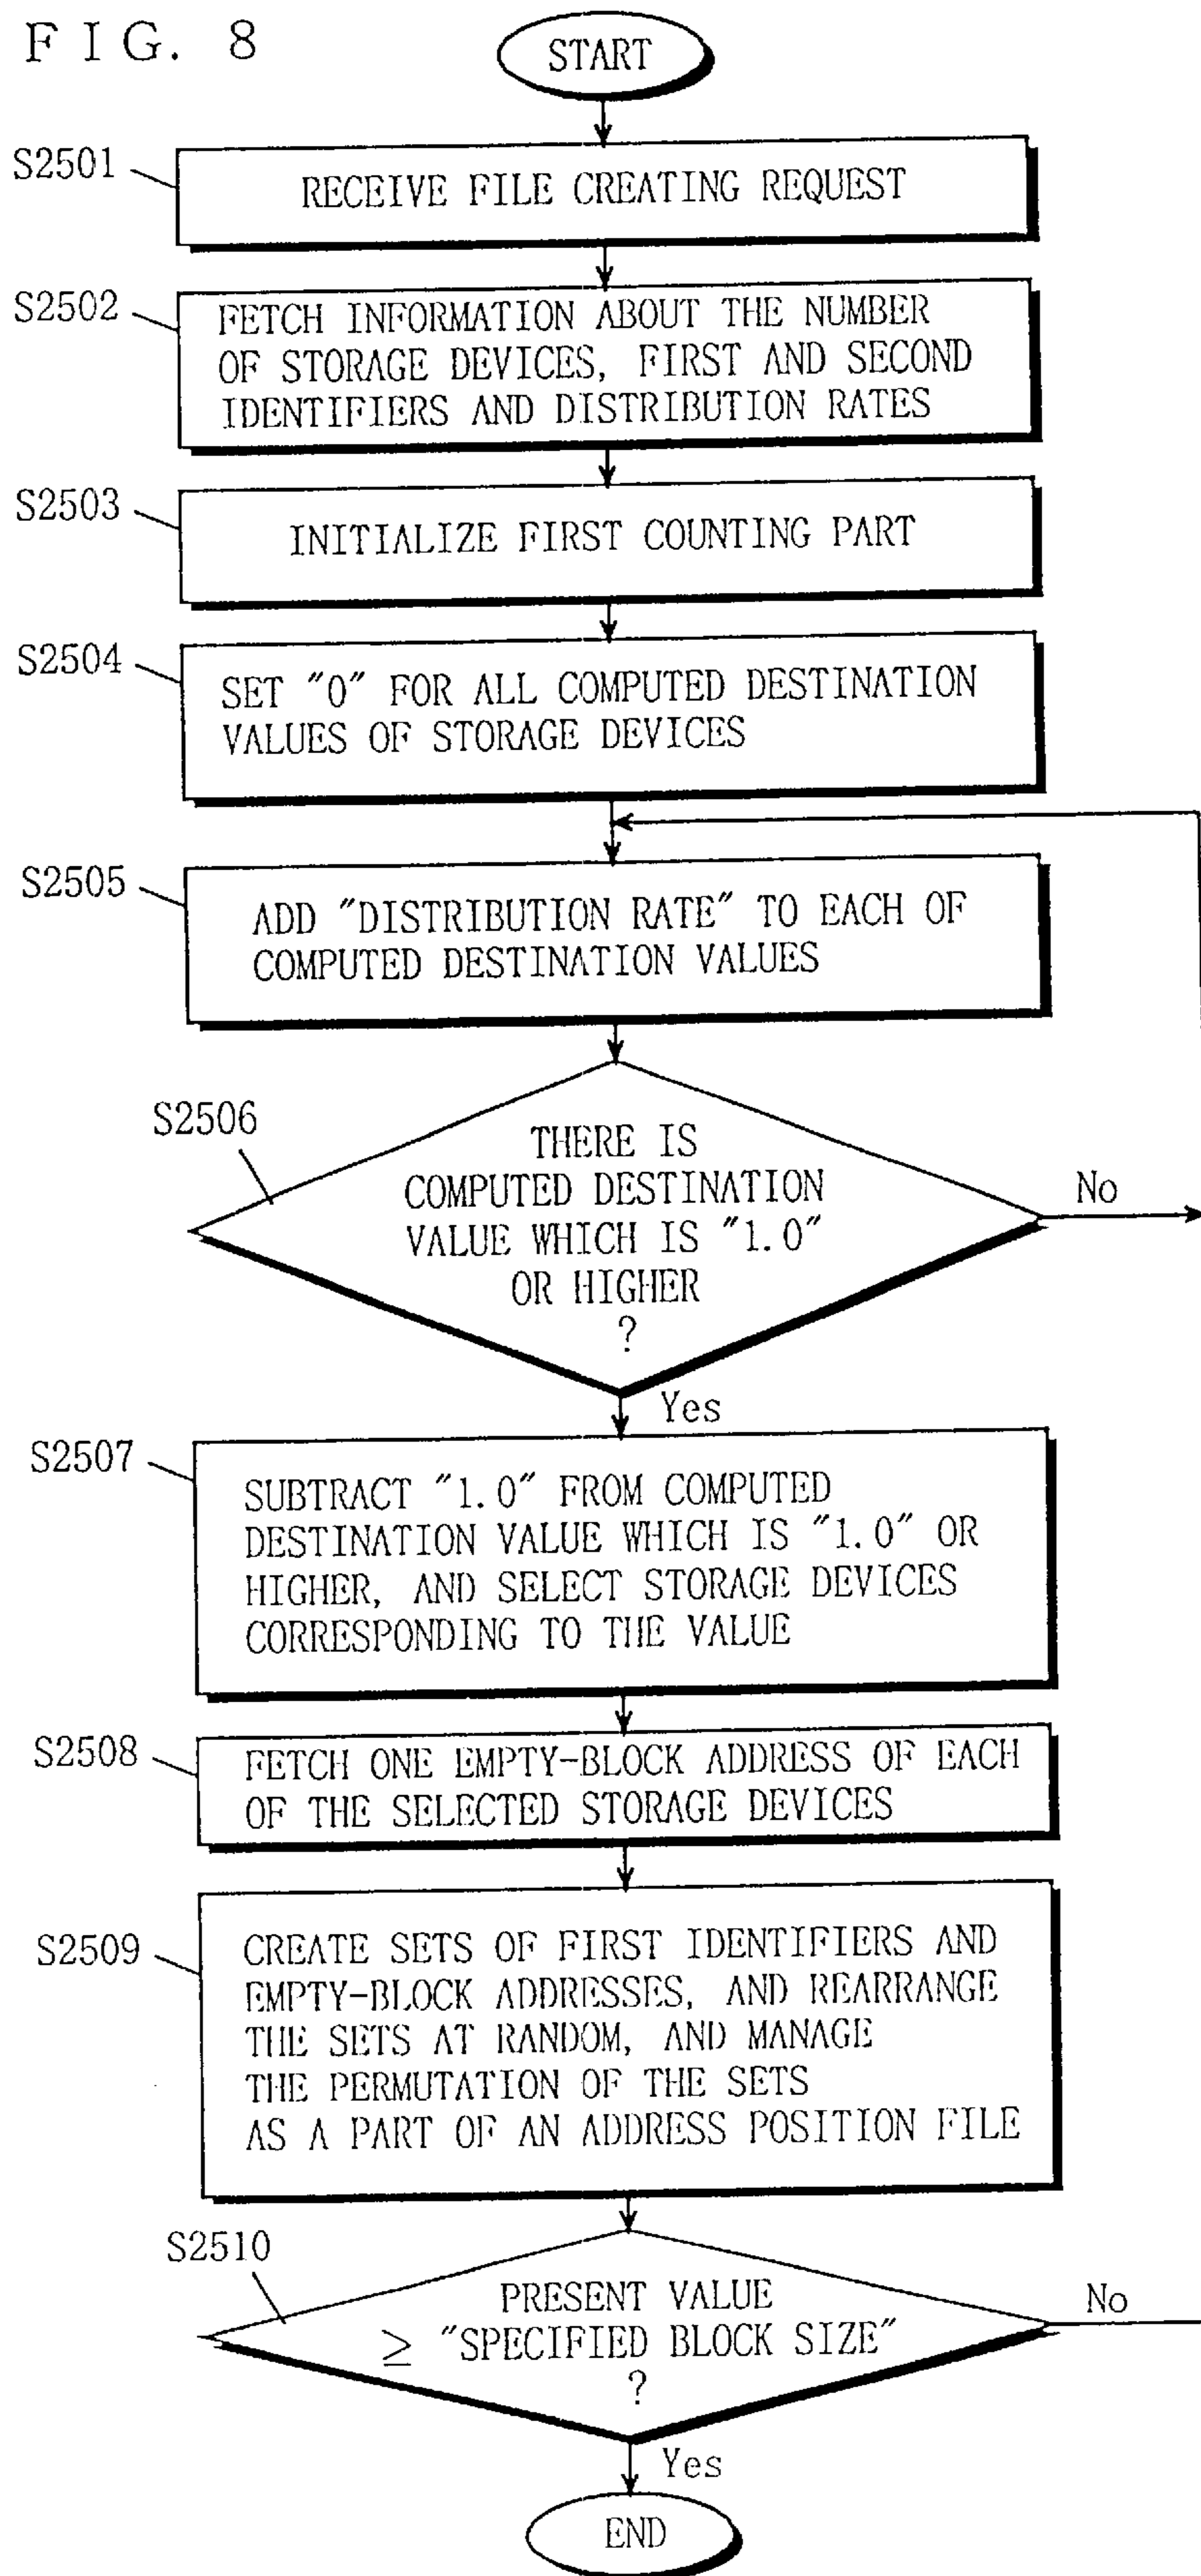 FIG. 8
START
S2501
RECEIVE FILE CREATING REQUEST
S2502
FETCH INFORMATION ABOUT THE NUMBER
OF STORAGE DEVICES, FIRST AND SECOND
IDENTIFIERS AND DISTRIBUTION RATES
S2503
INITIALIZE FIRST COUNTING PART
S2504
SET "0" FOR ALL COMPUTED DESTINATION
VALUES OF STORAGE DEVICES
S2505
ADD "DISTRIBUTION RATE" TO EACH OF
COMPUTED DESTINATION VALUES
S2506
THERE IS
COMPUTED DESTINATION
VALUE WHICH IS "1.0"
OR HIGHER
?
No
Yes
S2507
SUBTRACT "1.0" FROM COMPUTED
DESTINATION VALUE WHICH IS "1.0" OR
HIGHER, AND SELECT STORAGE DEVICES
CORRESPONDING TO THE VALUE
S2508
FETCH ONE EMPTY-BLOCK ADDRESS OF EACH
OF THE SELECTED STORAGE DEVICES
S2509
CREATE SETS OF FIRST IDENTIFIERS AND
EMPTY-BLOCK ADDRESSES, AND REARRANGE
THE SETS AT RANDOM, AND MANAGE
THE PERMUTATION OF THE SETS
AS A PART OF AN ADDRESS POSITION FILE
S2510
PRESENT VALUE
≥ "SPECIFIED BLOCK SIZE"
?
No
Yes
END